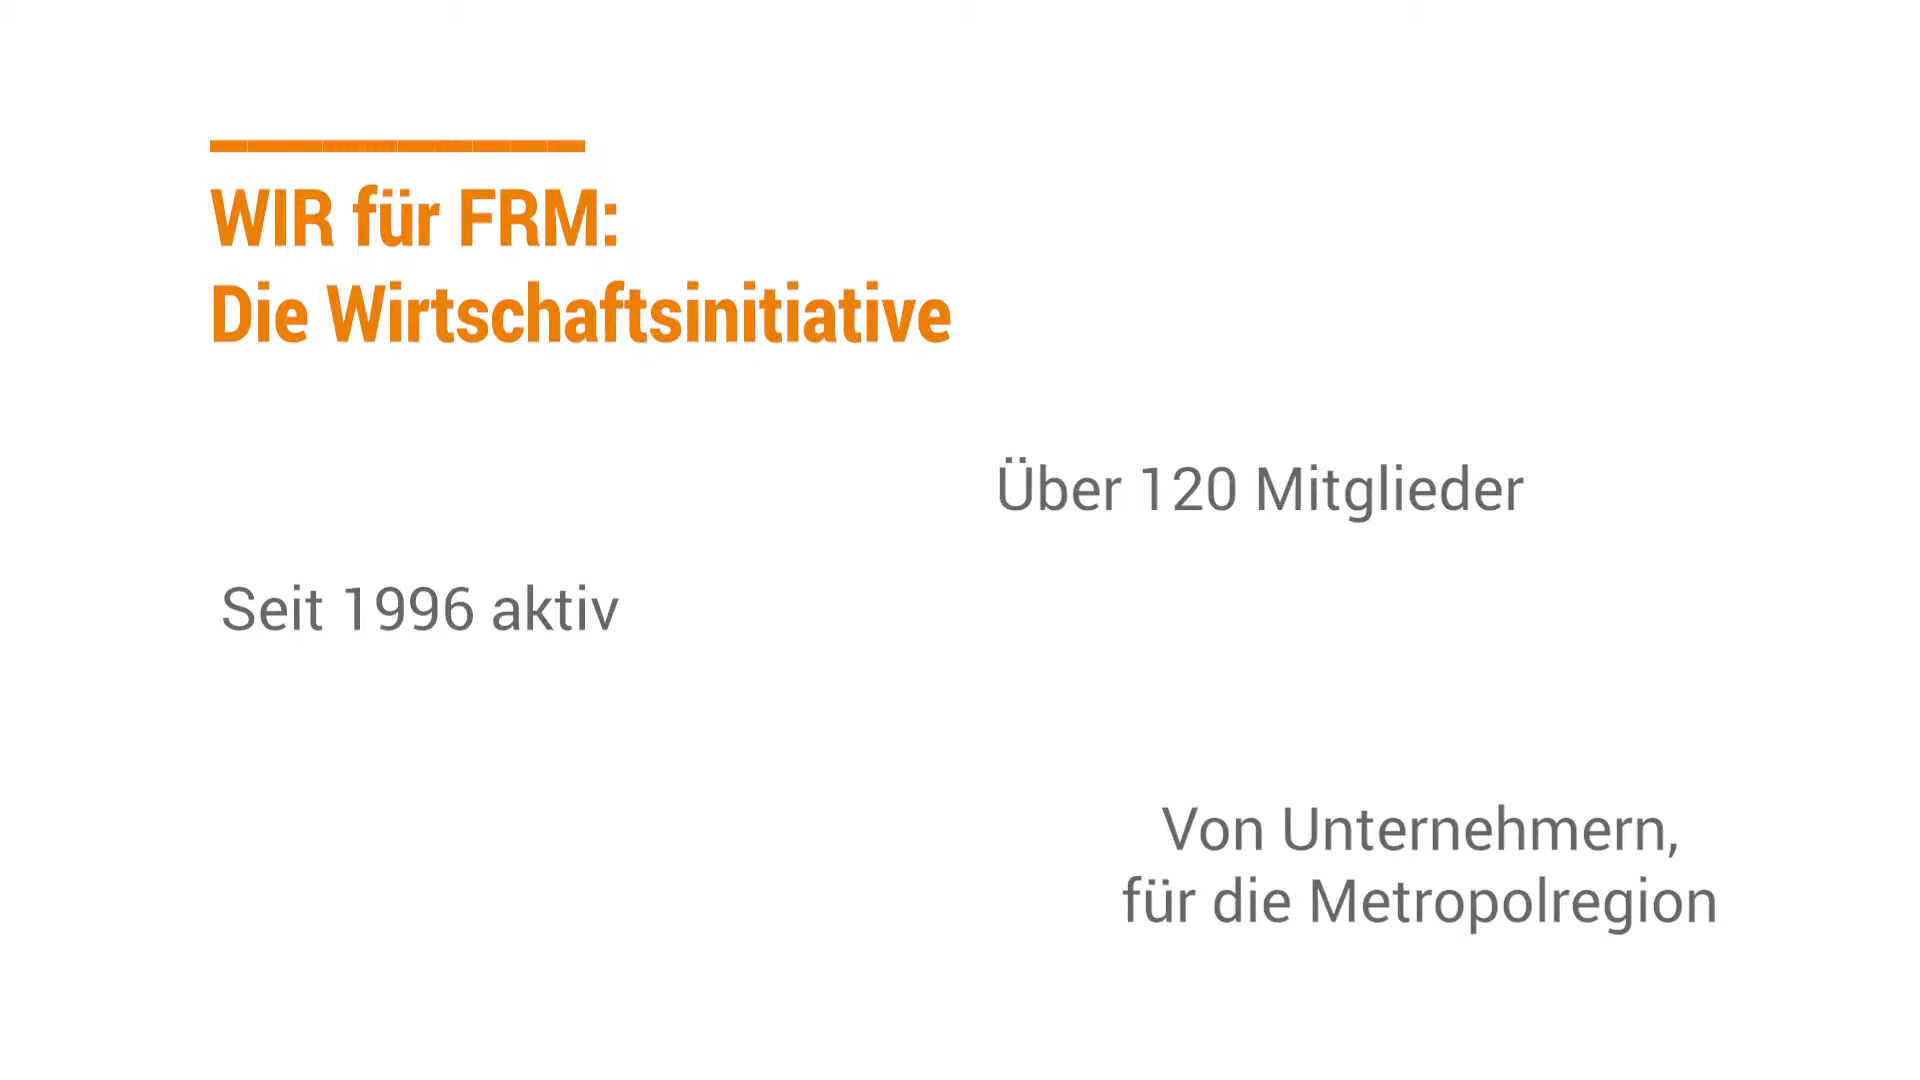 WIR für FRM:
Die Wirtschaftsinitiative
Über 120 Mitglieder
Seit 1996 aktiv
Von Unternehmern,
für die Metropolregion